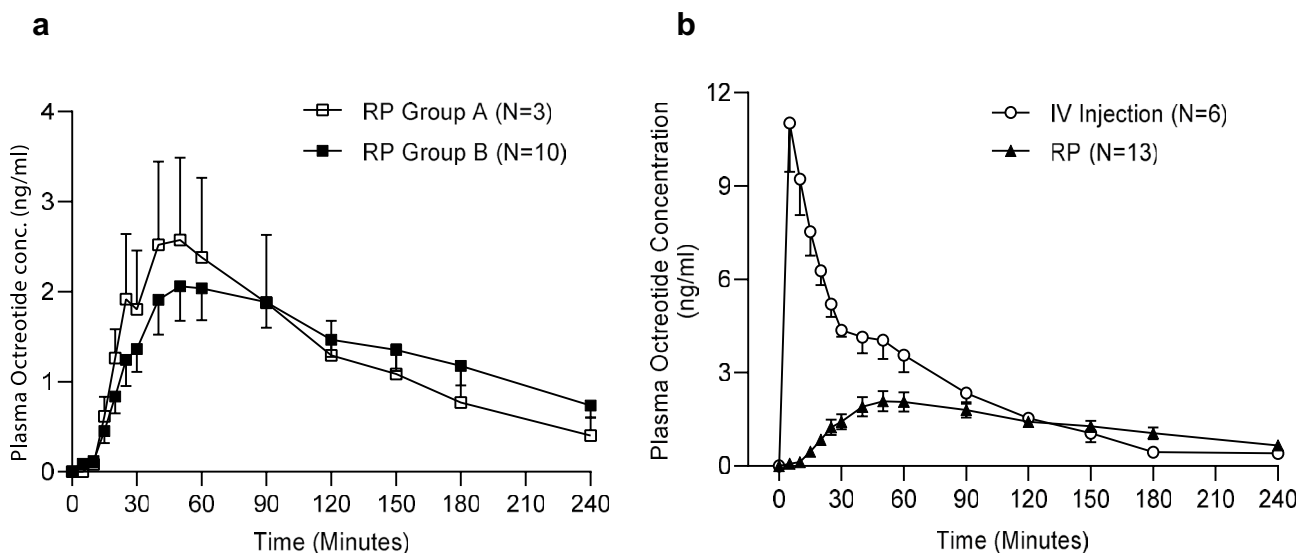 a
RP Group A (N=3)
RP Group B (N=10)
Plasma Octreotide conc. (ng/ml)
4
3
2
1
0
0 30 60 90 120 150 180 210 240
Time (Minutes)
b
IV Injection (N=6)
RP (N=13)
Plasma Octreotide Concentration
(ng/ml)
12
9
6
3
0
0 30 60 90 120 150 180 210 240
Time (Minutes)